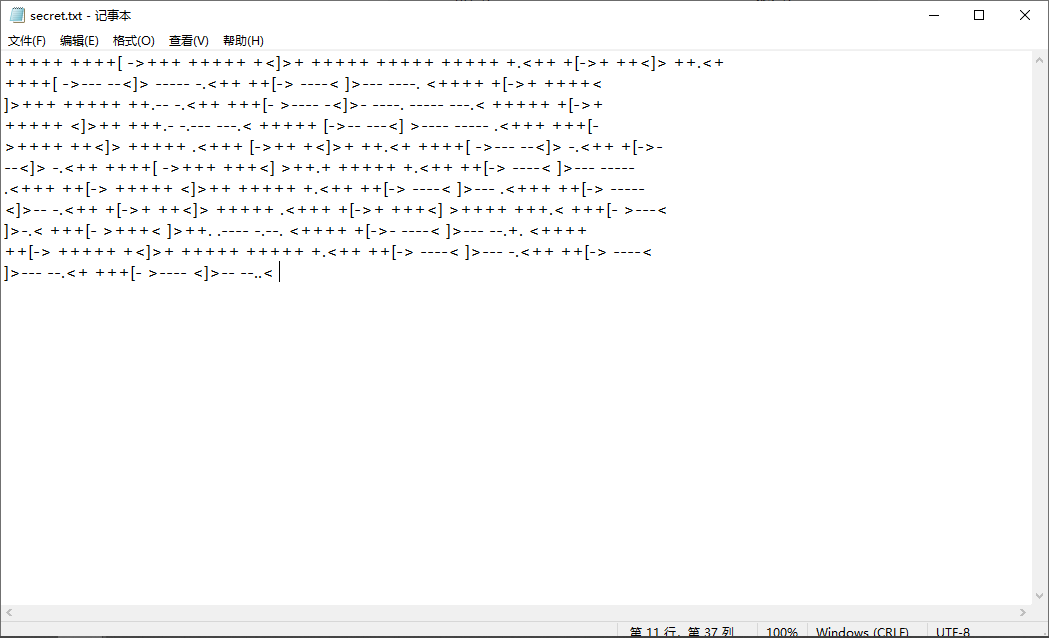 secret.txt - 记事本
文件(F) 编辑(E) 格式(O) 查看(V) 帮助(H)
+++++ ++++[ ->+++ +++++ +<]>+ +++++ +++++ +++++ +.<++ +[->+ ++<]> ++.<+
++++[ ->--- --<]> ----- -.<++ ++[-> ----< ]>--- ----. <++++ +[->+ ++++<
]>+++ +++++ ++.-- -.<++ +++[- >---- -<]>- ----. ----- ---.< +++++ +[->+
+++++ <]>++ +++.- -.--- ---.< +++++ [->-- ---<] >---- ----- .<+++ +++[-
>++++ ++<]> +++++ .<+++ [->++ +<]>+ ++.<+ ++++[ ->--- --<]> -.<++ +[->-
--<]> -.<++ ++++[ ->+++ +++<] >++.+ +++++ +.<++ ++[-> ----< ]>--- -----
.<+++ ++[-> +++++ <]>++ +++++ +.<++ ++[-> ----< ]>--- .<+++ ++[-> -----
<]>-- -.<++ +[->+ ++<]> +++++ .<+++ +[->+ +++<] >++++ +++.< +++[- >---<
]>-.< +++[- >+++< ]>++. .---- -.--. <++++ +[->- ----< ]>--- --.+. <++++
++[-> +++++ +<]>+ +++++ +++++ +.<++ ++[-> ----< ]>--- -.<++ ++[-> ----<
]>--- --.<+ +++[- >---- <]>-- --..<
第 11 行，第 37 列 100% Windows (CRLF) UTF-8